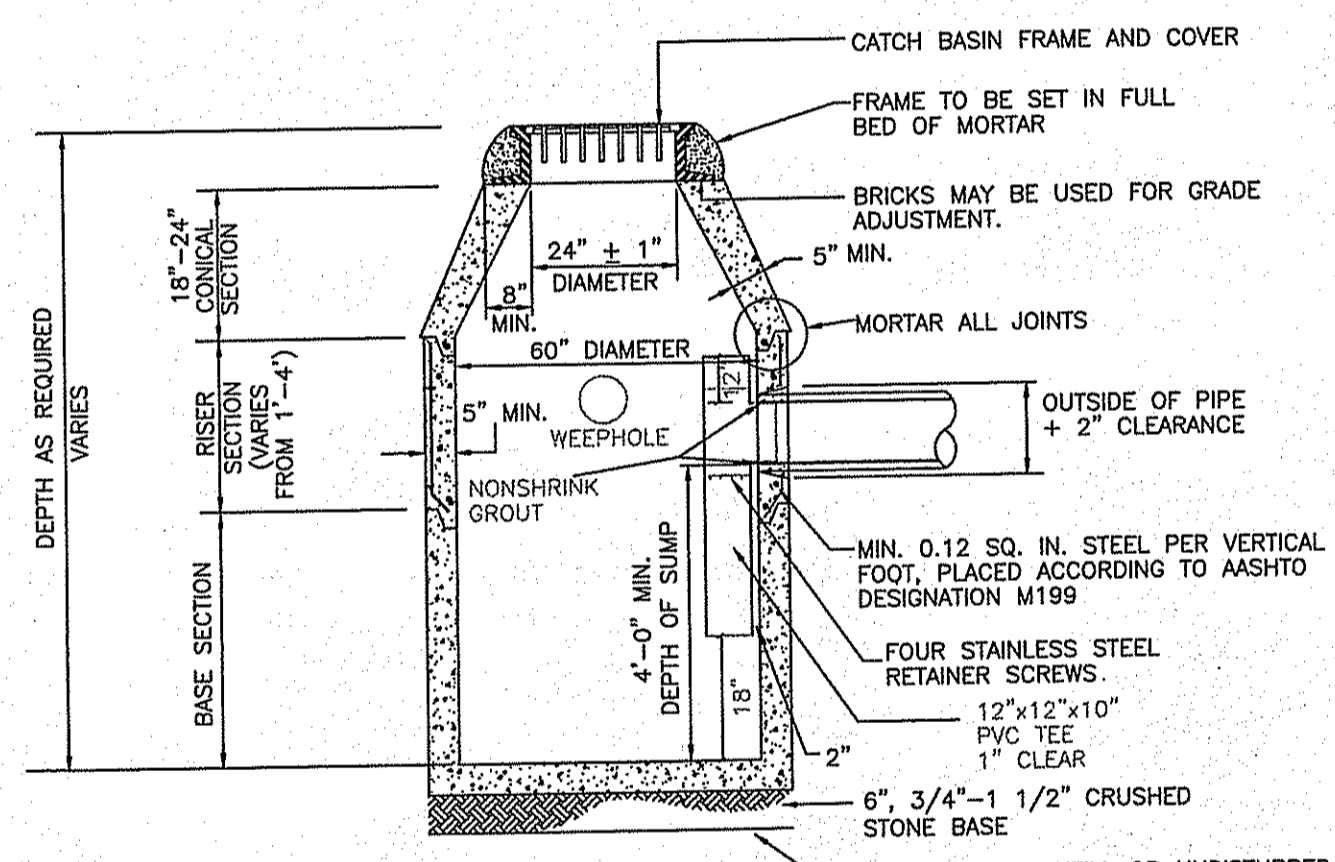 CATCH BASIN FRAME AND COVER
FRAME TO BE SET IN FULL
BED OF MORTAR
BRICKS MAY BE USED FOR GRADE
ADJUSTMENT.
5" MIN.
24" ± 1"
DIAMETER
8"
MIN.
18"-24"
CONICAL
SECTION
DEPTH AS REQUIRED
VARIES
MORTAR ALL JOINTS
60" DIAMETER
12"
RISER
SECTION
(VARIES
FROM 1'-4')
5" MIN.
WEEPHOLE
OUTSIDE OF PIPE
+ 2" CLEARANCE
NONSHRINK
GROUT
MIN. 0.12 SQ. IN. STEEL PER VERTICAL
FOOT, PLACED ACCORDING TO AASHTO
DESIGNATION M199
BASE SECTION
4'-0" MIN.
DEPTH OF SUMP
FOUR STAINLESS STEEL
RETAINER SCREWS.
18"
12"x12"x10"
PVC TEE
1" CLEAR
2"
6", 3/4"-1 1/2" CRUSHED
STONE BASE
OR UNDISTURBED